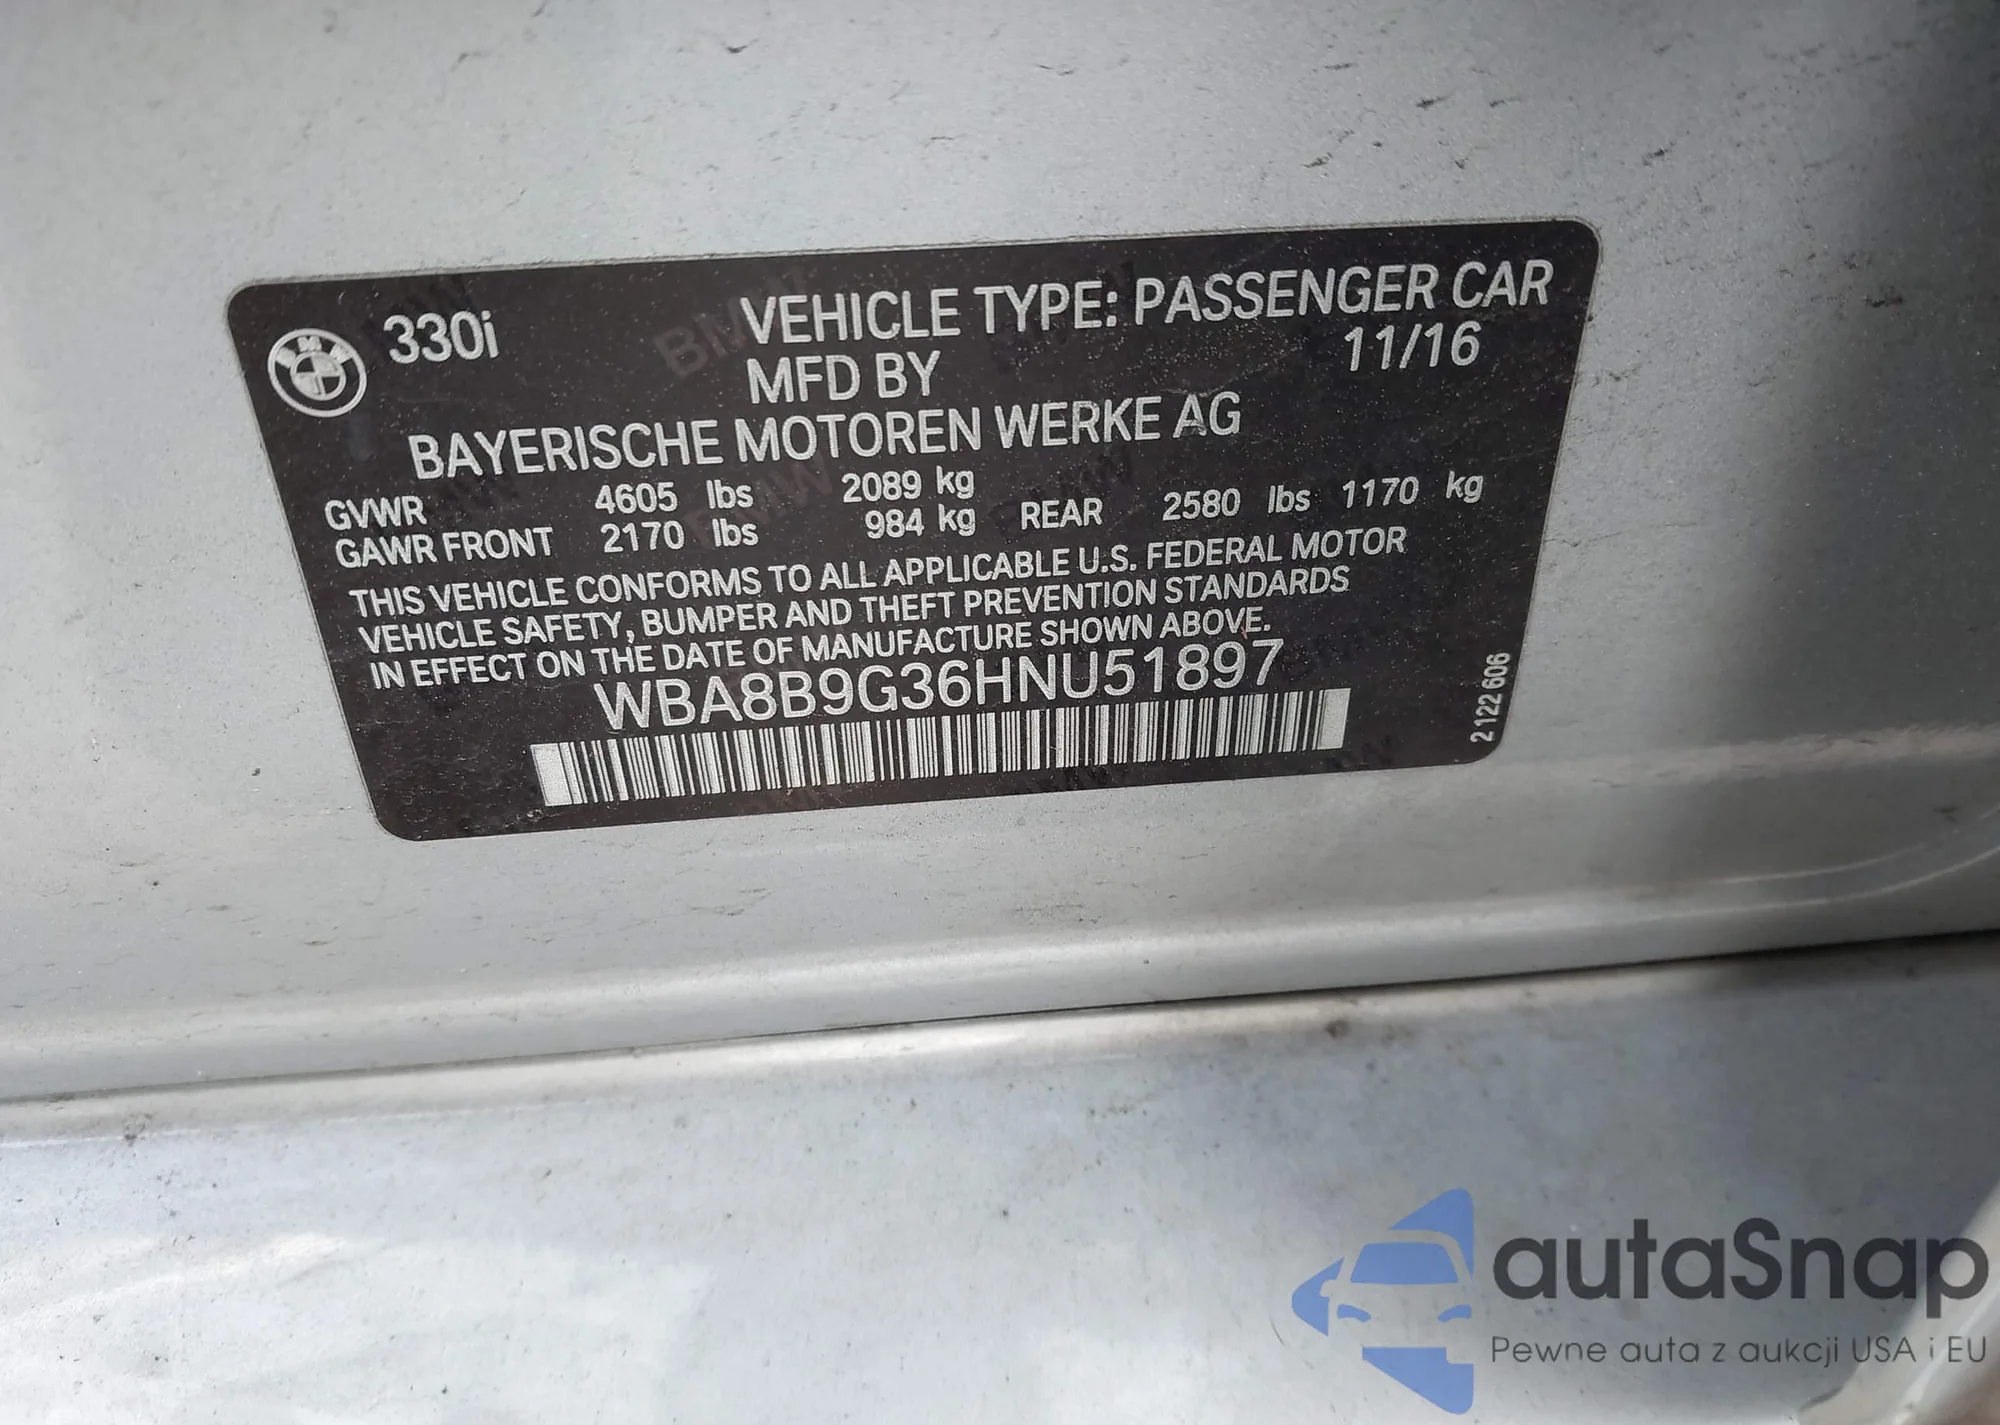 330i
VEHICLE TYPE: PASSENGER CAR
MFD BY 11/16
BAYERISCHE MOTOREN WERKE AG
GVWR 4605 lbs 2089 kg
GAWR FRONT 2170 lbs 984 kg REAR 2580 lbs 1170 kg
THIS VEHICLE CONFORMS TO ALL APPLICABLE U.S. FEDERAL MOTOR
VEHICLE SAFETY, BUMPER AND THEFT PREVENTION STANDARDS
IN EFFECT ON THE DATE OF MANUFACTURE SHOWN ABOVE.
WBA8B9G36HNU51897
2 122 606
autaSnap
Pewne auta z aukcji USA i EU